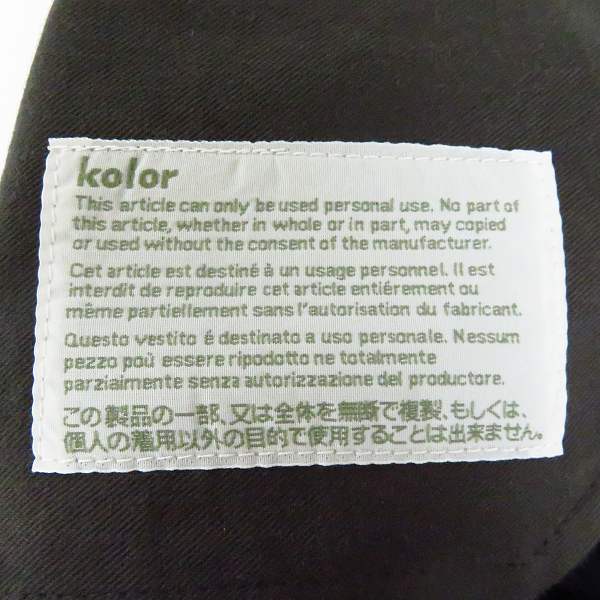 kolor
This article can only be used personal use. No part of
this article, whether in whole or in part, may copied
or used without the consent of the manufacturer.
Cet article est destiné à un usage personnel. Il est
interdit de reproduire cet article entiérement ou
même partiellement sans l'autorisation du fabricant.
Questo vestito é destinato a uso personale. Nessum
pezzo poù essere ripodotto ne totalmente
parziaimente senza autorizzazione del productore.
この製品の一部、又は全体を無断で複製、もしくは、
個人の着用以外の目的で使用することは出来ません。